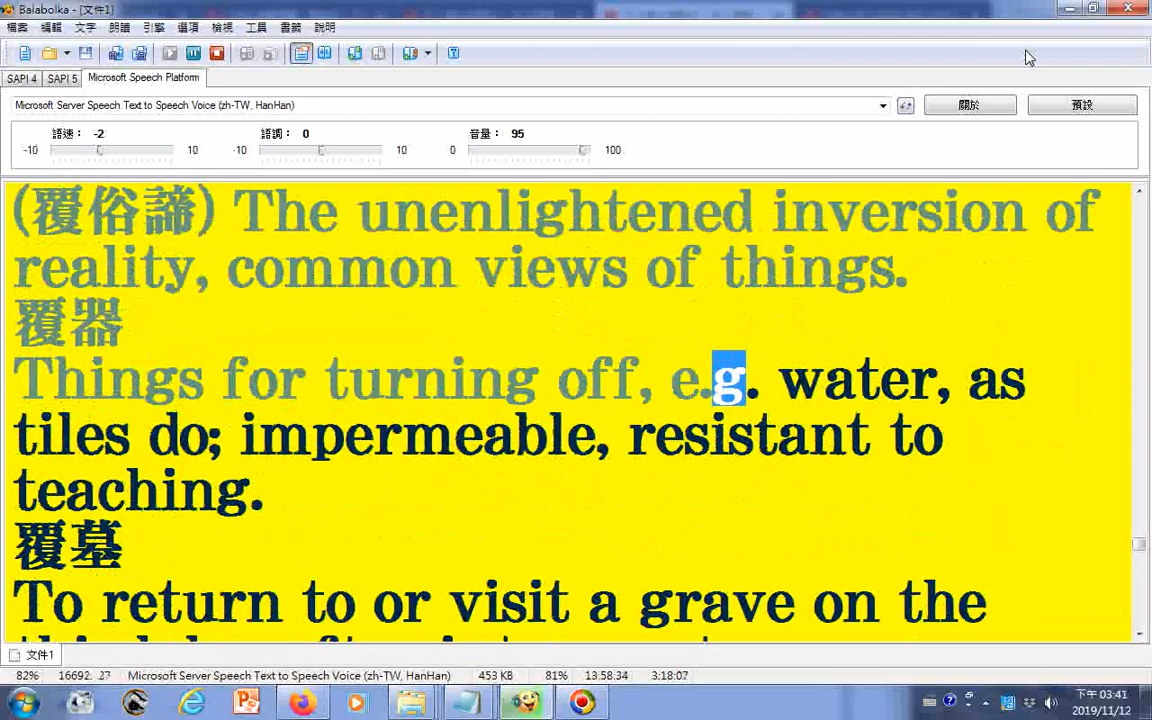 Balabolka - [文件1]
檔案 編輯 文字 朗讀 引擎 選項 檢視 工具 書籤 說明
SAPI 4 SAPI 5 Microsoft Speech Platform
Microsoft Server Speech Text to Speech Voice (zh-TW, HanHan) 關於 預設
語速： -2 語調： 0 音量： 95
-10 10 -10 10 0 100
(覆俗諦) The unenlightened inversion of
reality, common views of things.
覆器
Things for turning off, e.g. water, as
tiles do; impermeable, resistant to
teaching.
覆墓
To return to or visit a grave on the
文件1
82% 16692: 27 Microsoft Server Speech Text to Speech Voice (zh-TW, HanHan) 453 KB 81% 13:58:34 3:18:07
下午 03:41
2019/11/12